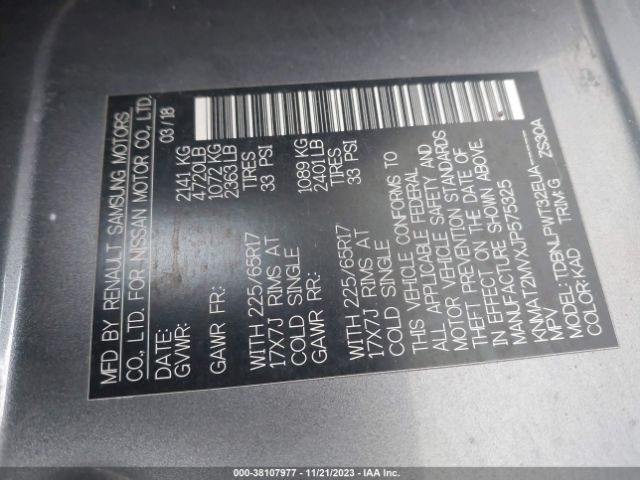 MFD BY RENAULT SAMSUNG MOTORS
CO., LTD. FOR NISSAN MOTOR CO., LTD.
DATE: 03/18
GVWR: 2141 KG
4720LB
GAWR FR: 1072 KG
2363 LB
WITH 225/65R17 TIRES
17X7J RIMS AT 33 PSI
COLD SINGLE
GAWR RR: 1089 KG
2401 LB
WITH 225/65R17 TIRES
17X7J RIMS AT 33 PSI
COLD SINGLE
THIS VEHICLE CONFORMS TO
ALL APPLICABLE FEDERAL
MOTOR VEHICLE SAFETY AND
THEFT PREVENTION STANDARDS
IN EFFECT ON THE DATE OF
MANUFACTURE SHOWN ABOVE.
KNMAT2MVXJP575325
MPV
MODEL: TDBNLPWT32EUA----
COLOR:KAD TRIM:G ZS30A
000-38107977 - 11/21/2023 - IAA Inc.